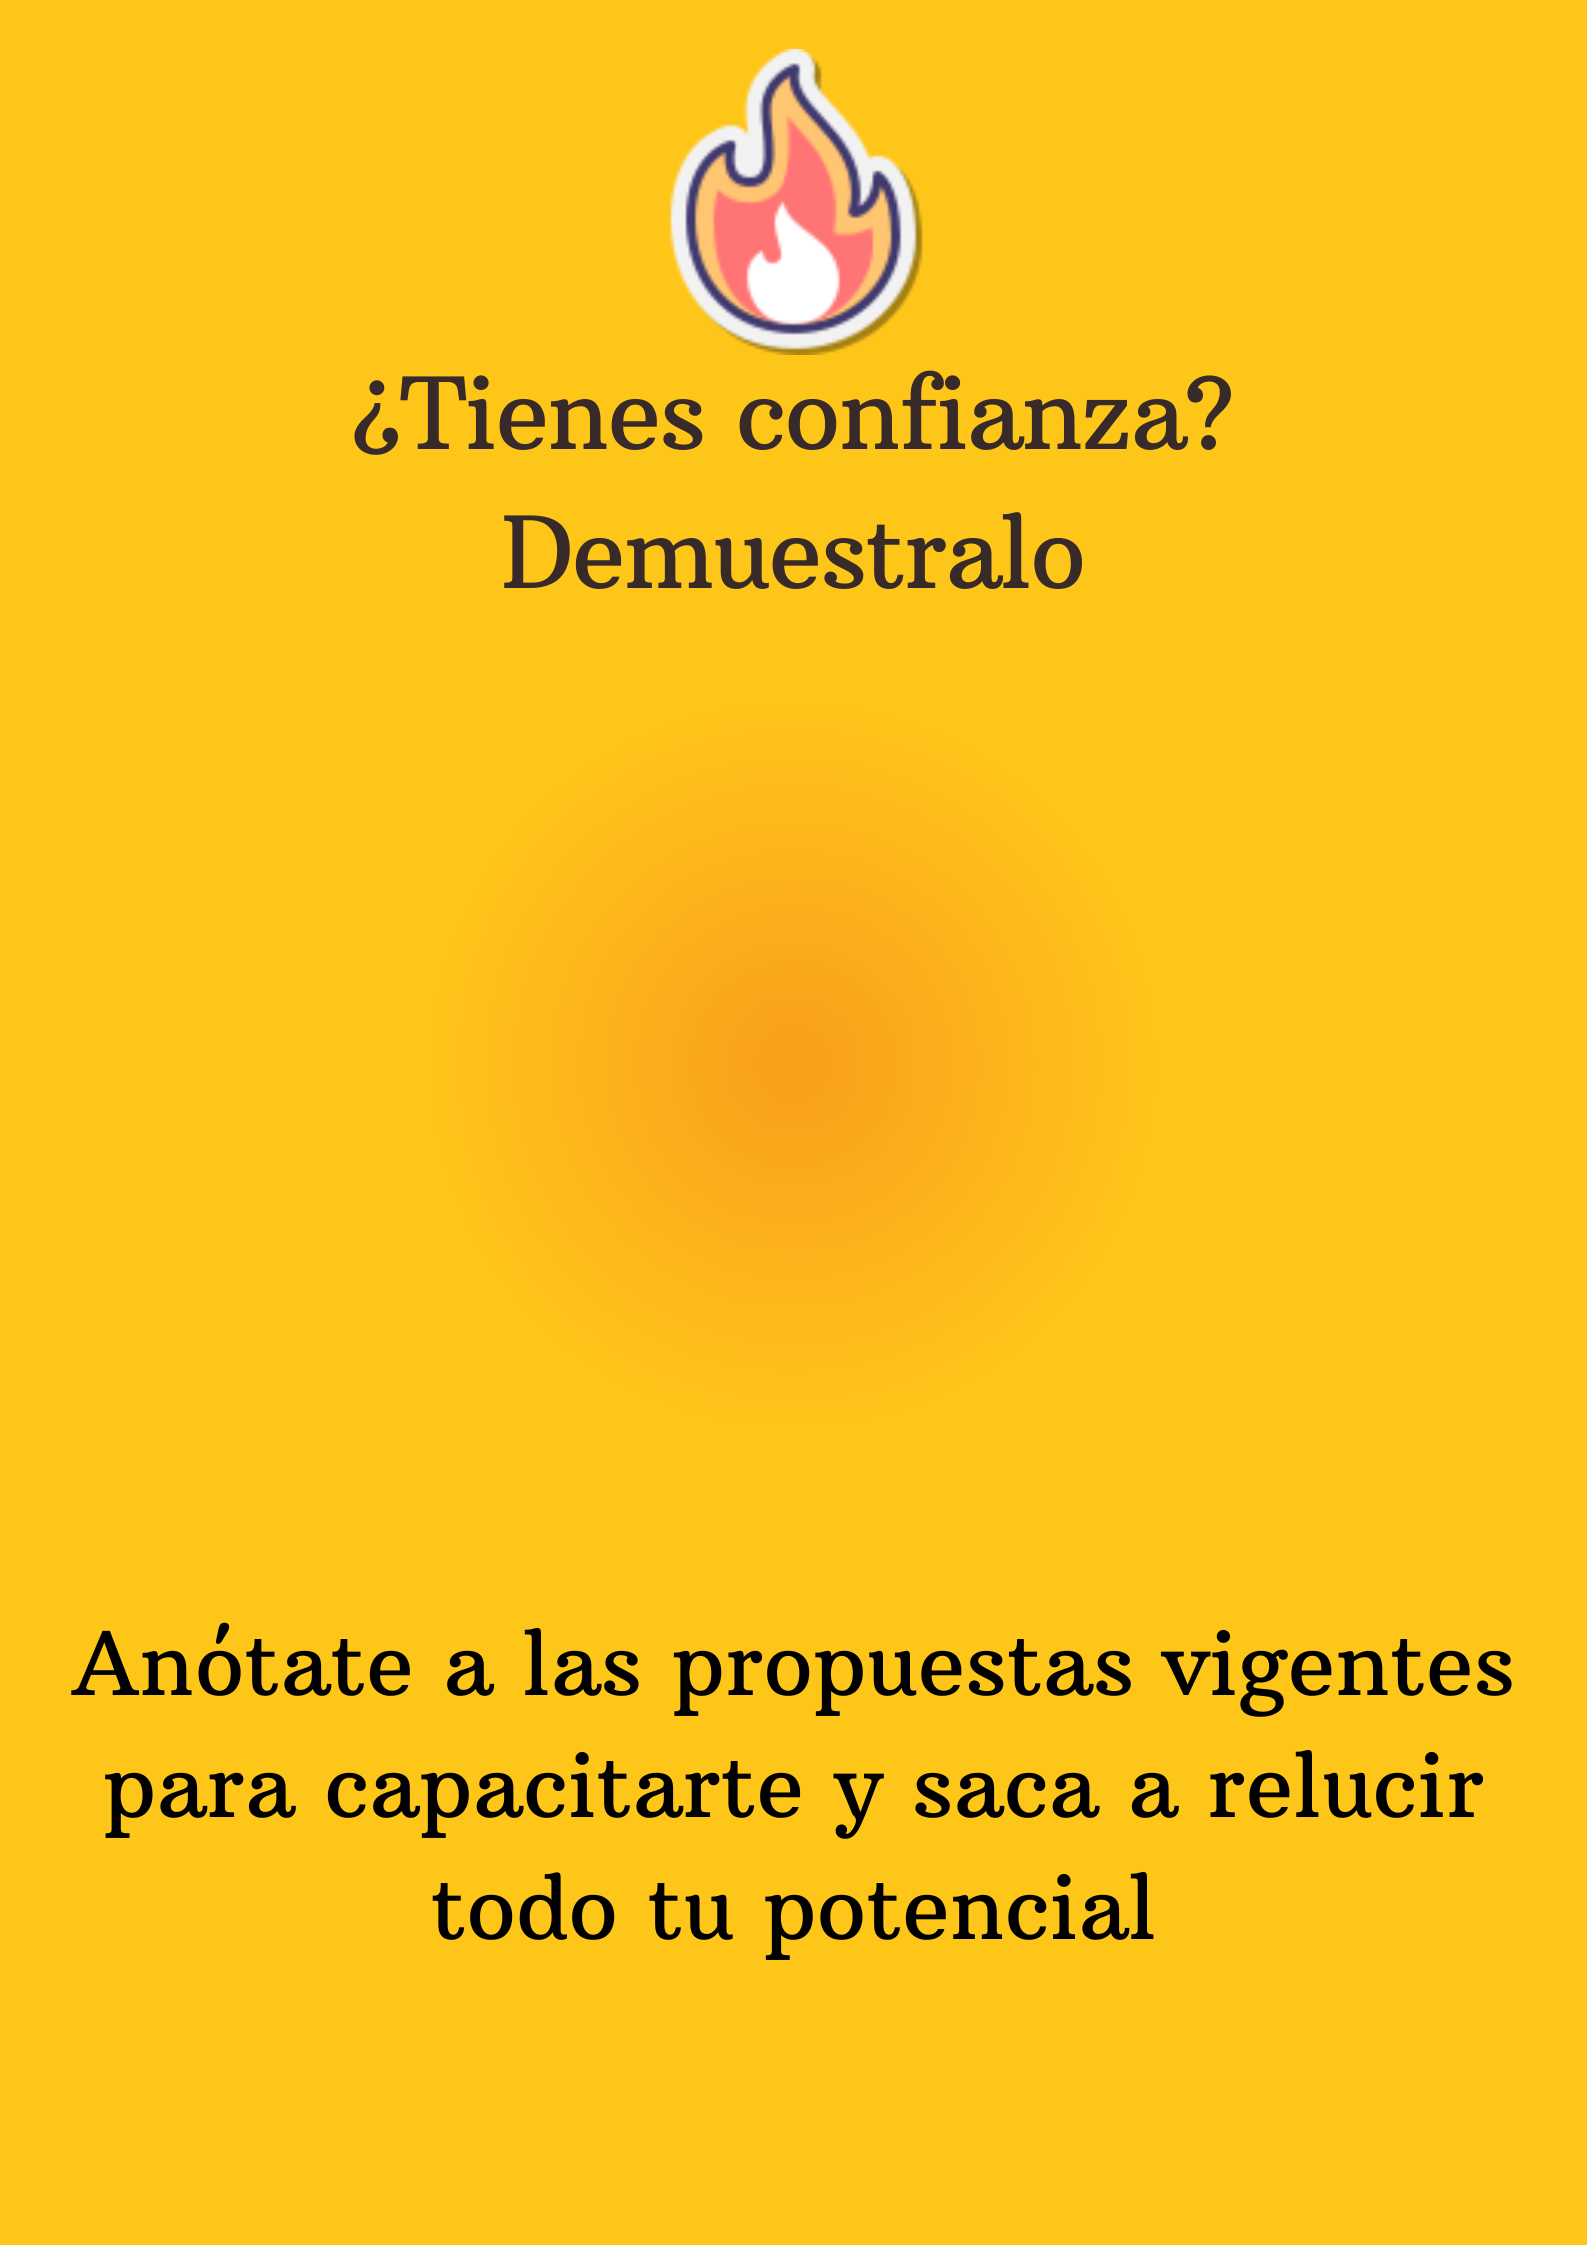 ¿Tienes confianza?
Demuestralo
Anótate a las propuestas vigentes
para capacitarte y saca a relucir
todo tu potencial